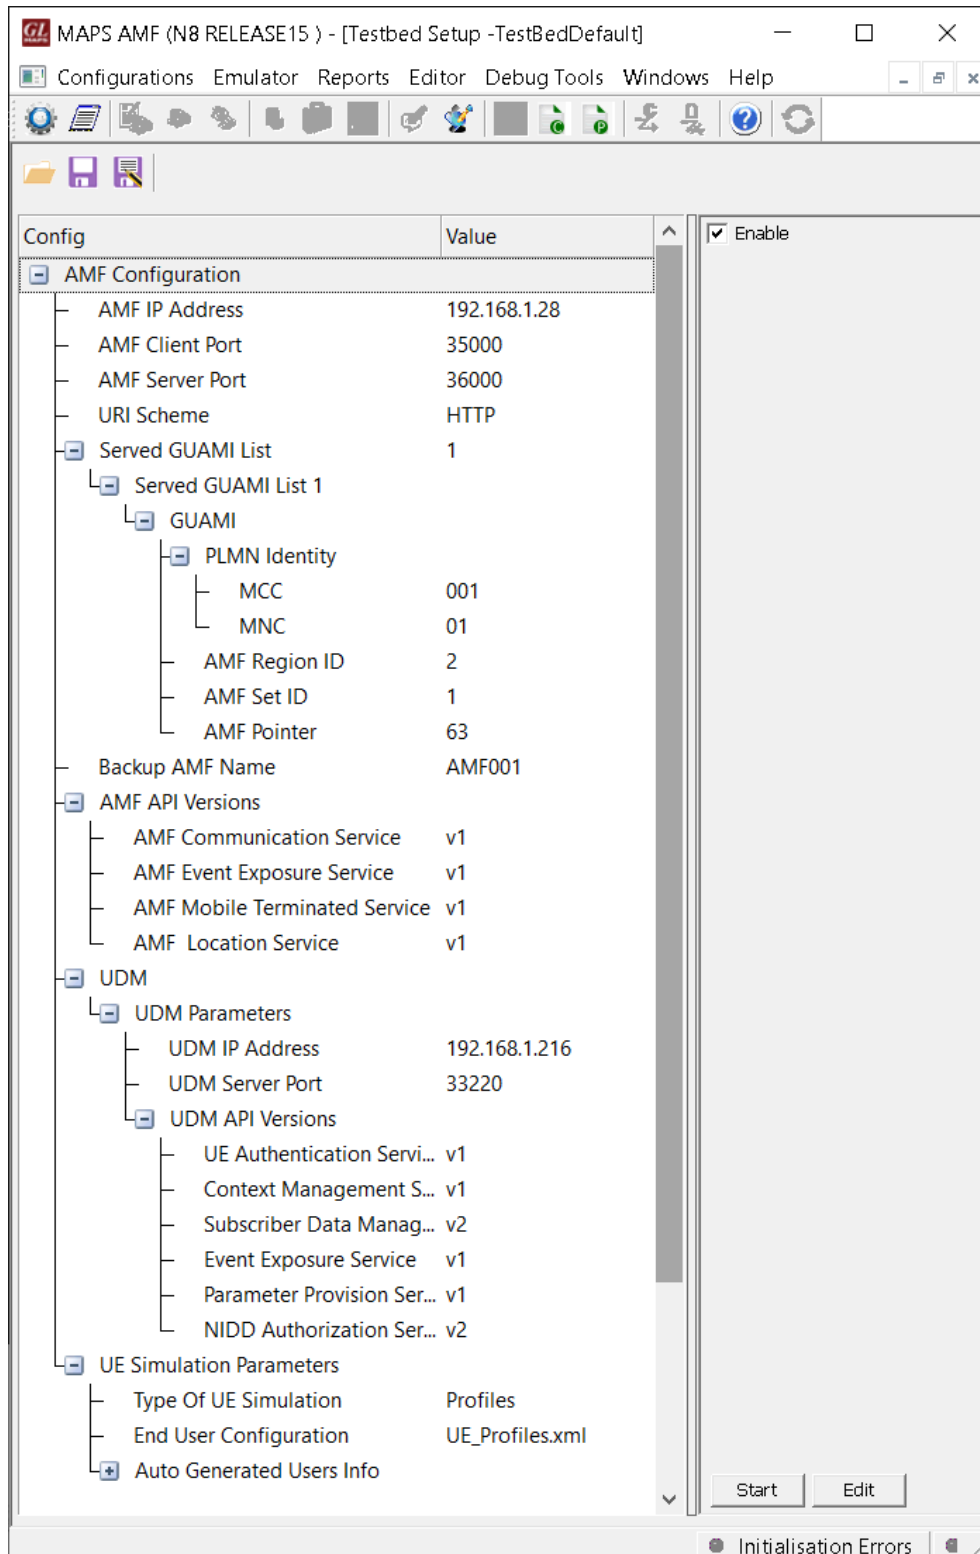 GL MAPS
MAPS AMF (N8 RELEASE15 ) - [Testbed Setup -TestBedDefault]
Configurations Emulator Reports Editor Debug Tools Windows Help
C P ?
Config Value
Enable
AMF Configuration
AMF IP Address 192.168.1.28
AMF Client Port 35000
AMF Server Port 36000
URI Scheme HTTP
Served GUAMI List 1
Served GUAMI List 1
GUAMI
PLMN Identity
MCC 001
MNC 01
AMF Region ID 2
AMF Set ID 1
AMF Pointer 63
Backup AMF Name AMF001
AMF API Versions
AMF Communication Service v1
AMF Event Exposure Service v1
AMF Mobile Terminated Service v1
AMF  Location Service v1
UDM
UDM Parameters
UDM IP Address 192.168.1.216
UDM Server Port 33220
UDM API Versions
UE Authentication Servi... v1
Context Management S... v1
Subscriber Data Manag... v2
Event Exposure Service v1
Parameter Provision Ser... v1
NIDD Authorization Ser... v2
UE Simulation Parameters
Type Of UE Simulation Profiles
End User Configuration UE_Profiles.xml
Auto Generated Users Info
Start Edit
Initialisation Errors